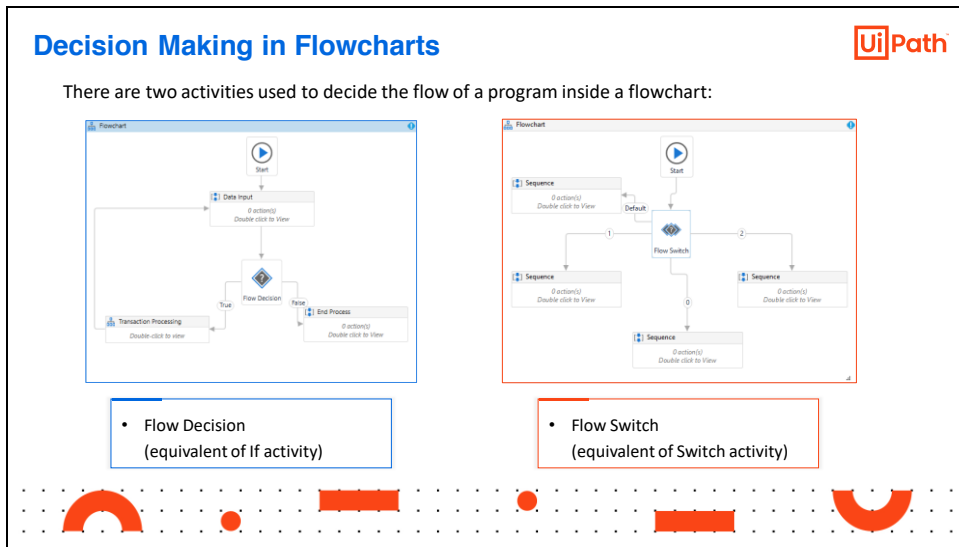 Decision Making in Flowcharts
UiPath
There are two activities used to decide the flow of a program inside a flowchart:
Flowchart
Start
Date Input
0 action(s)
Double click to View
Flow Decision
True
False
Transaction Processing
Double-click to view
End Process
0 action(s)
Double click to View
Flowchart
Start
Sequence
0 action(s)
Double click to View
Default
Flow Switch
1
2
Sequence
0 action(s)
Double click to View
Sequence
0 action(s)
Double click to View
0
Sequence
0 action(s)
Double click to View
• Flow Decision
(equivalent of If activity)
• Flow Switch
(equivalent of Switch activity)